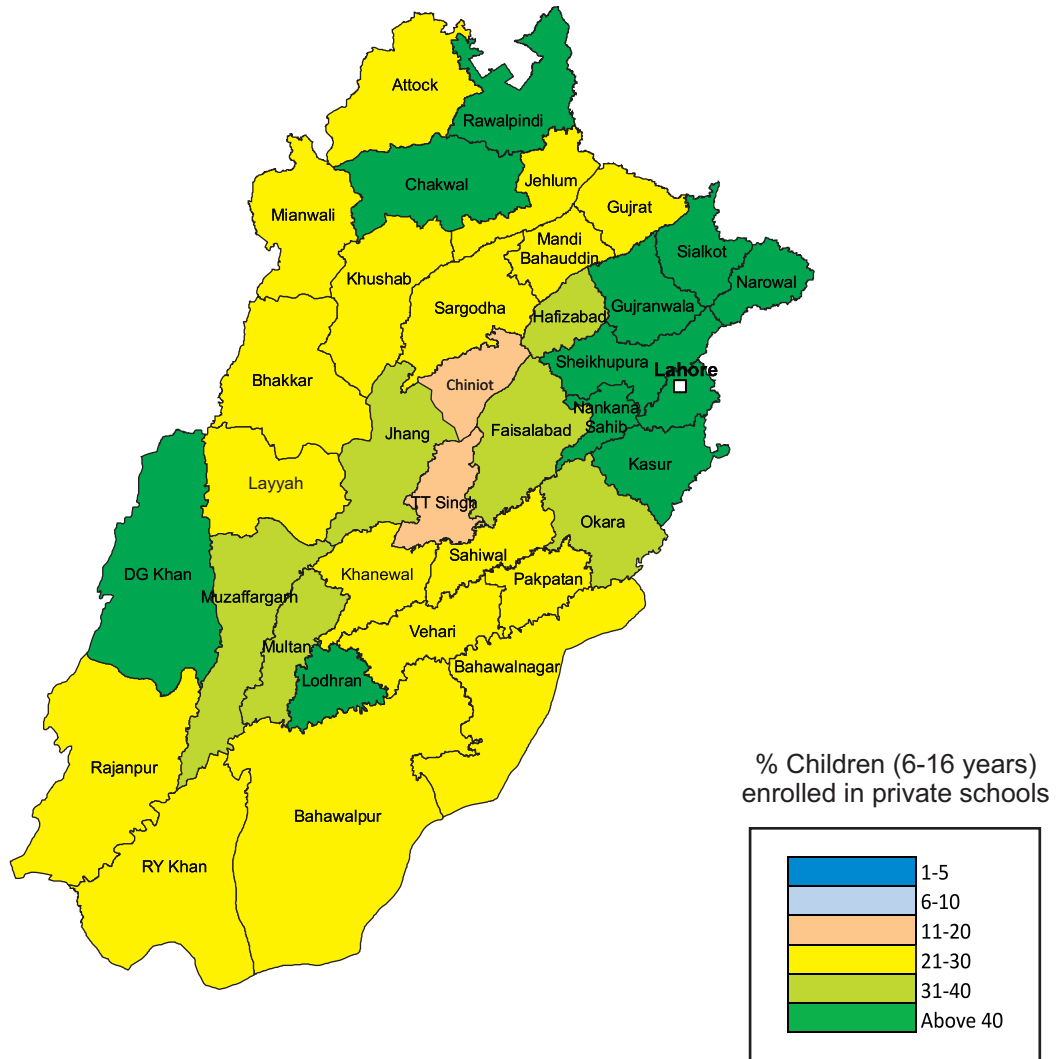 Attock
Rawalpindi
Chakwal
Jehlum
Mianwali
Gujrat
Mandi
Bahauddin
Sialkot
Khushab
Narowal
Sargodha
Hafizabad
Gujranwala
Sheikhupura
Lahore
Bhakkar
Chiniot
Nankana
Sahib
Jhang
Faisalabad
Kasur
Layyah
TT Singh
Okara
Sahiwal
DG Khan
Khanewal
Pakpatan
Muzaffargarh
Vehari
Multan
Bahawalnagar
Lodhran
Rajanpur
Bahawalpur
RY Khan
% Children (6-16 years)
enrolled in private schools
1-5
6-10
11-20
21-30
31-40
Above 40